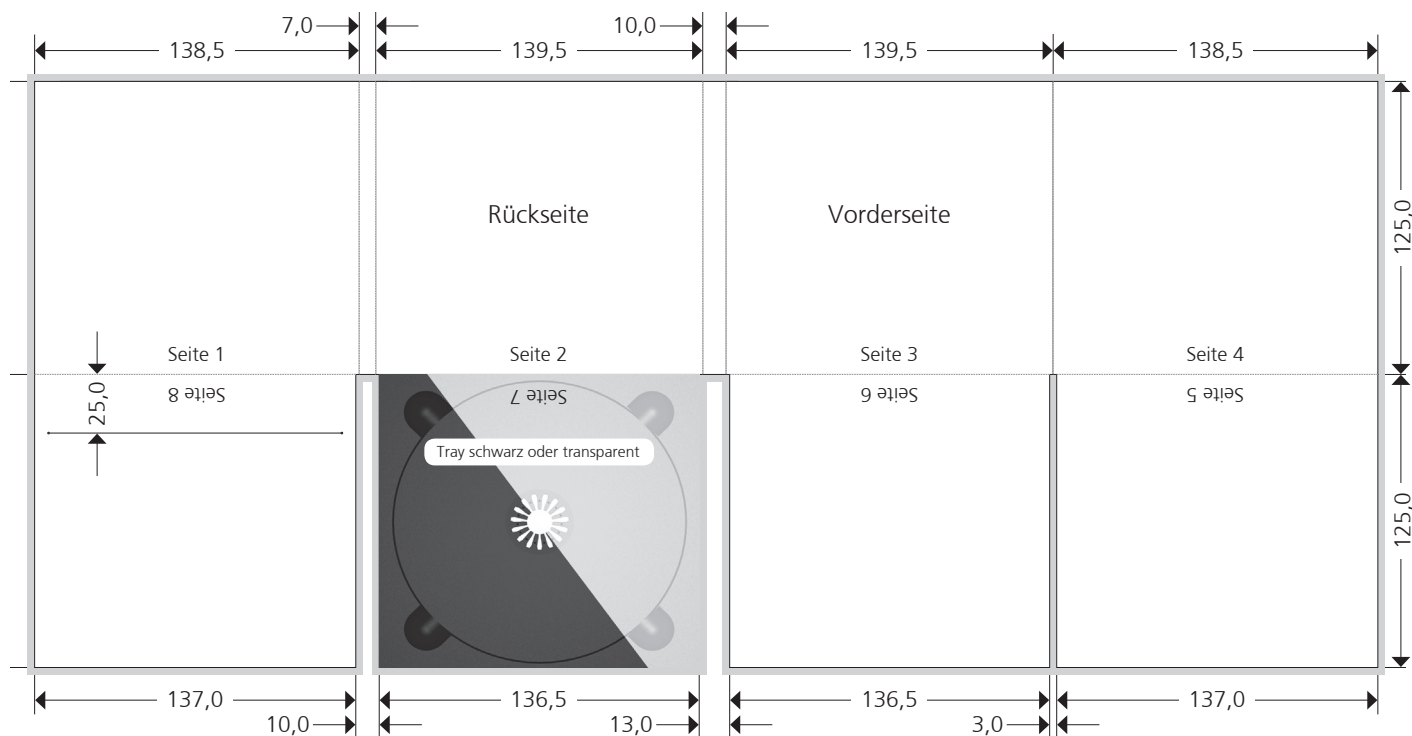 7,0
10,0
138,5
139,5
139,5
138,5
Rückseite
Vorderseite
125,0
Seite 1
Seite 2
Seite 3
Seite 4
25,0
Seite 8
Seite 7
Seite 6
Seite 5
Tray schwarz oder transparent
125,0
137,0
136,5
136,5
137,0
10,0
13,0
3,0